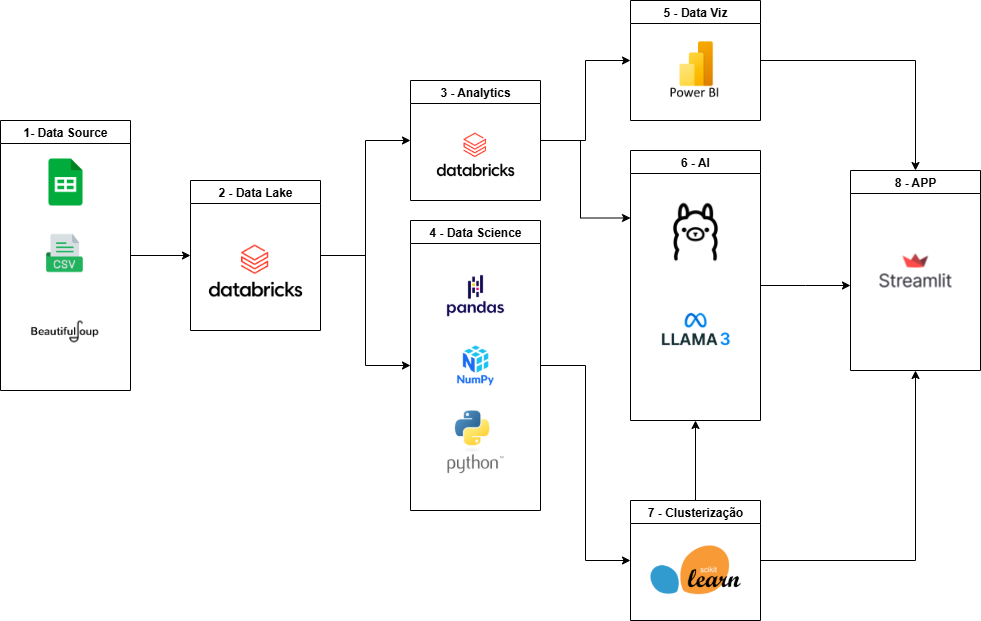 1- Data Source
CSV
BeautifulSoup
2 - Data Lake
databricks
3 - Analytics
databricks
4 - Data Science
pandas
NumPy
python™
5 - Data Viz
Power BI
6 - AI
LLAMA 3
7 - Clusterização
scikit
learn
8 - APP
Streamlit